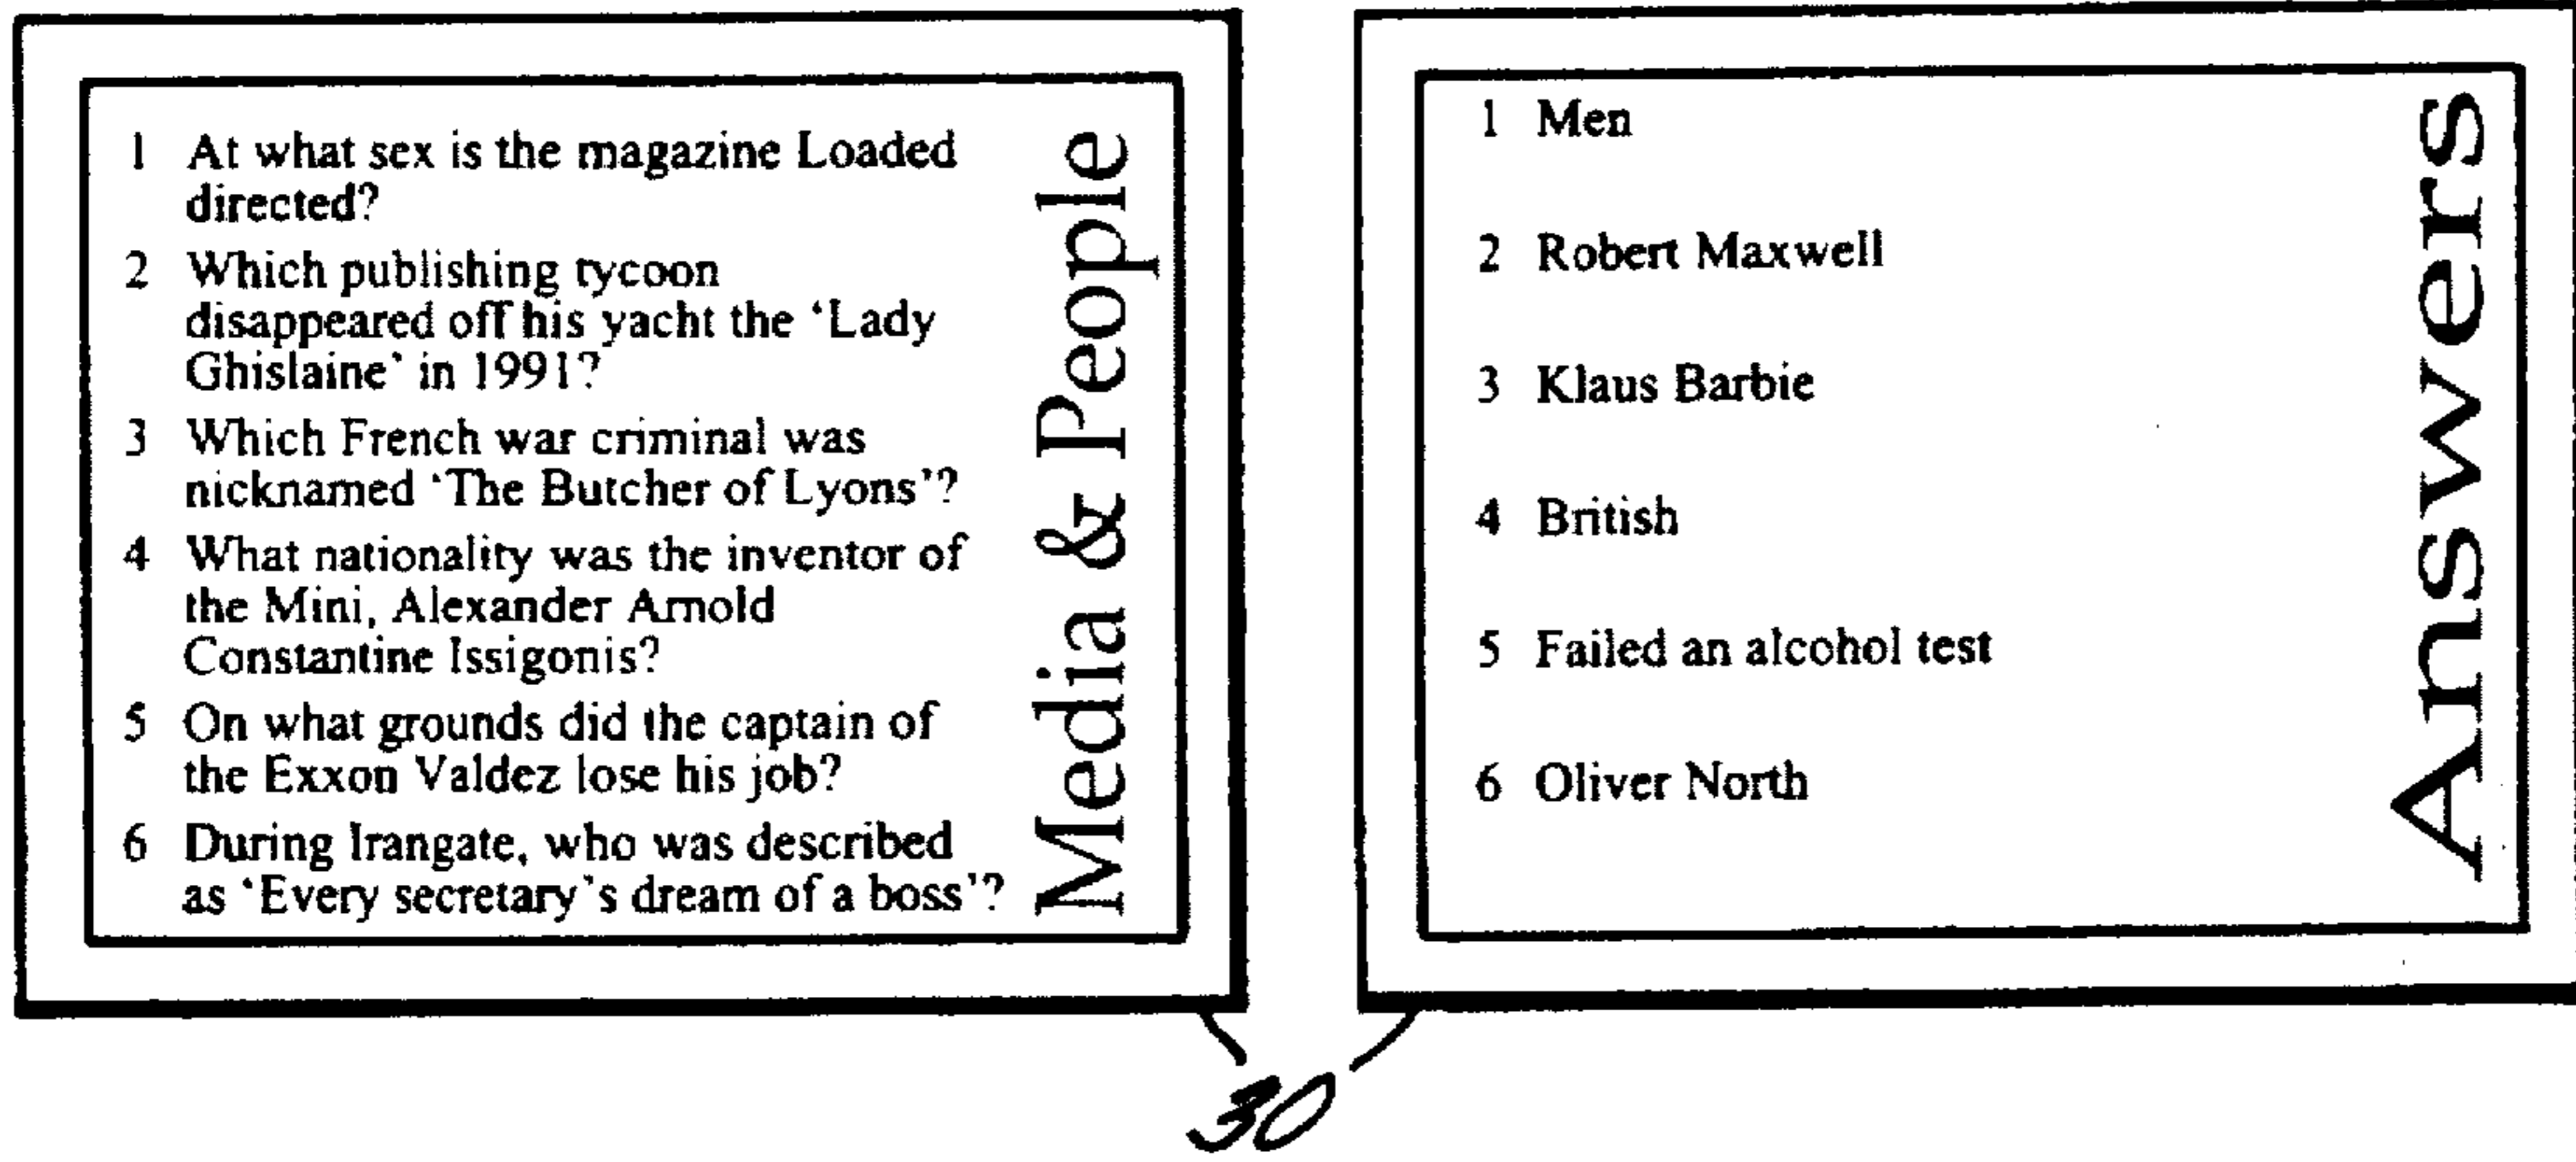 1 At what sex is the magazine Loaded
directed?
2 Which publishing tycoon
disappeared off his yacht the ‘Lady
Ghislaine’ in 1991?
3 Which French war criminal was
nicknamed ‘The Butcher of Lyons’?
4 What nationality was the inventor of
the Mini, Alexander Arnold
Constantine Issigonis?
5 On what grounds did the captain of
the Exxon Valdez lose his job?
6 During Irangate, who was described
as ‘Every secretary’s dream of a boss’?
Media & People
1 Men
2 Robert Maxwell
3 Klaus Barbie
4 British
5 Failed an alcohol test
6 Oliver North
Answers
30